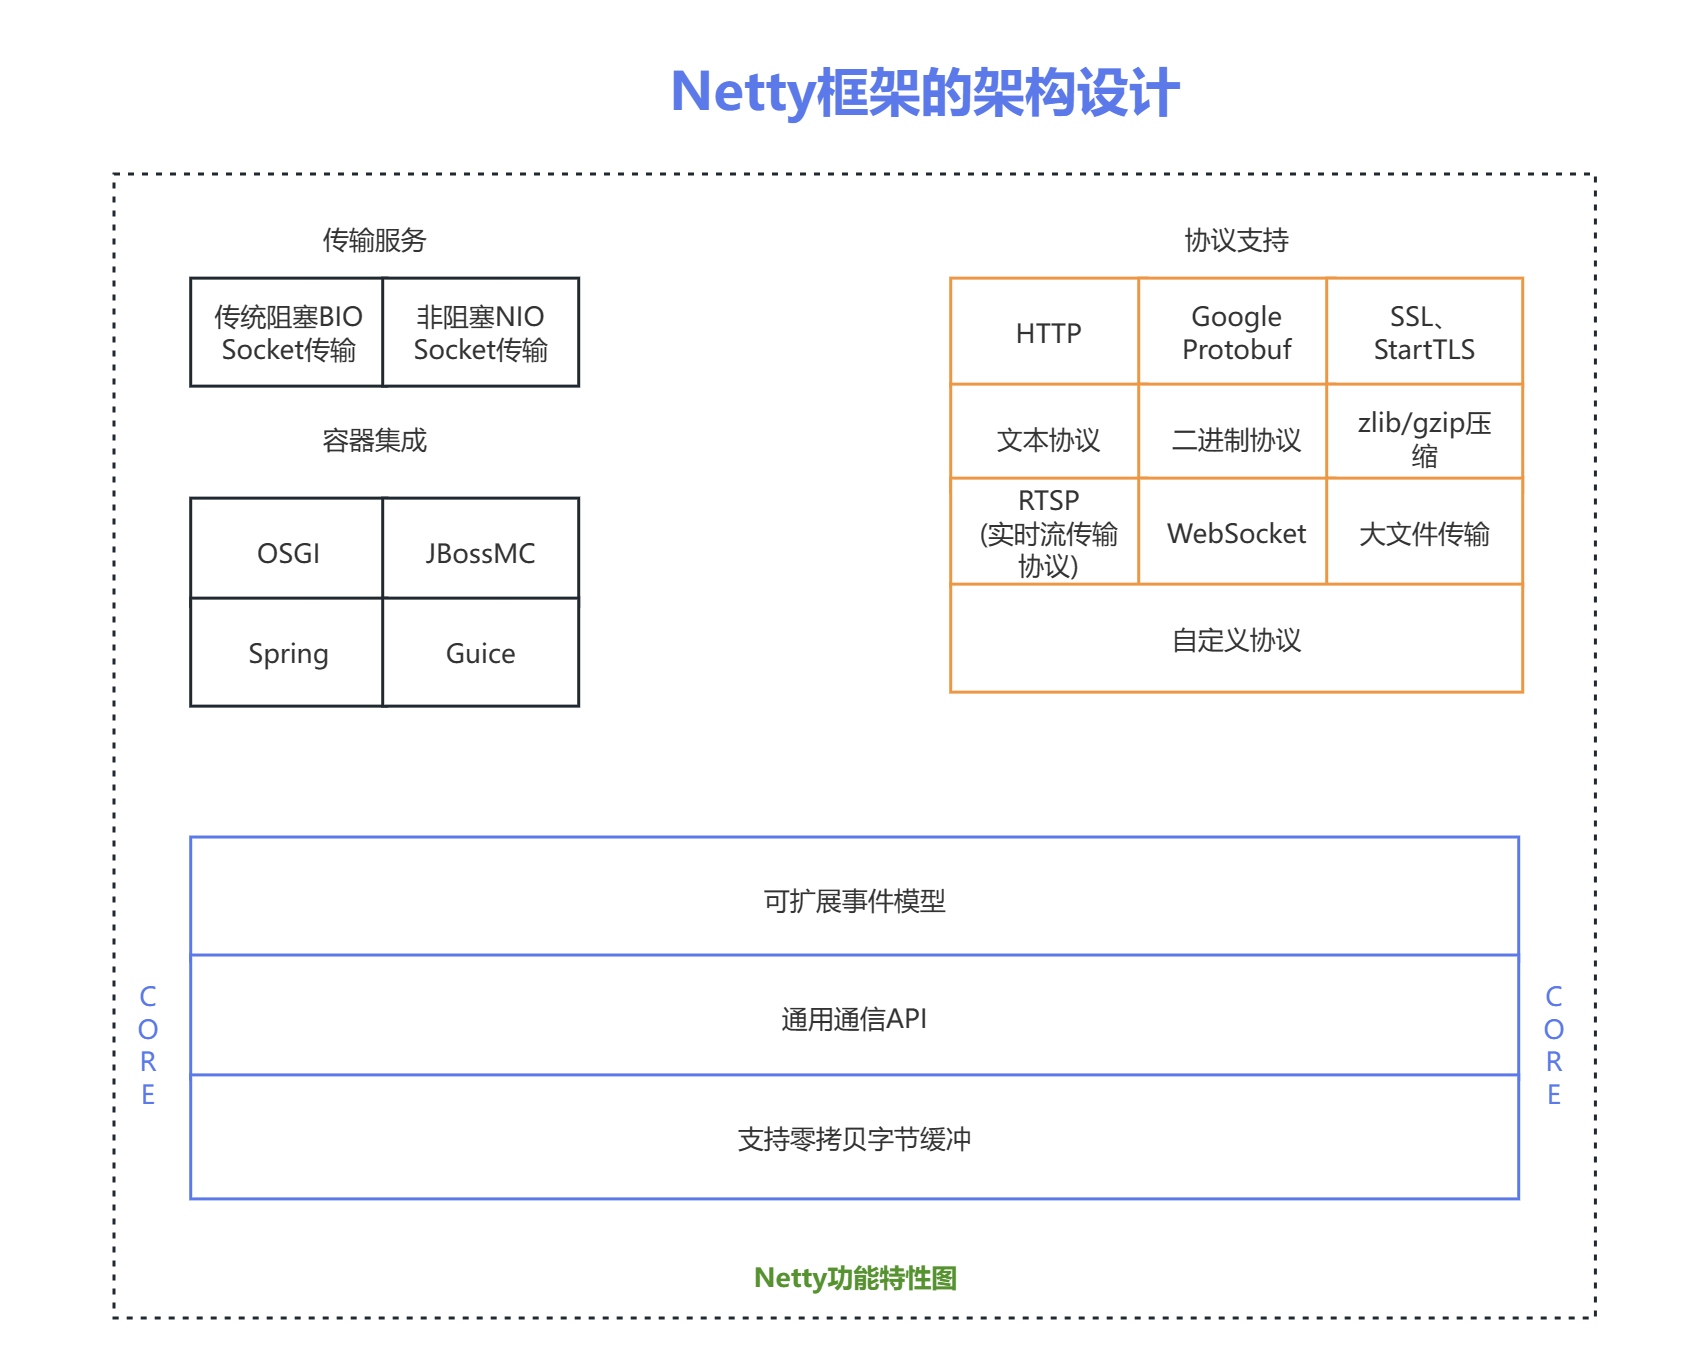 Netty框架的架构设计
传输服务
传统阻塞BIO
Socket传输
非阻塞NIO
Socket传输
容器集成
OSGI
JBossMC
Spring
Guice
协议支持
HTTP
Google
Protobuf
SSL、
StartTLS
文本协议
二进制协议
zlib/gzip压
缩
RTSP
(实时流传输
协议)
WebSocket
大文件传输
自定义协议
C
O
R
E
可扩展事件模型
通用通信API
支持零拷贝字节缓冲
C
O
R
E
Netty功能特性图